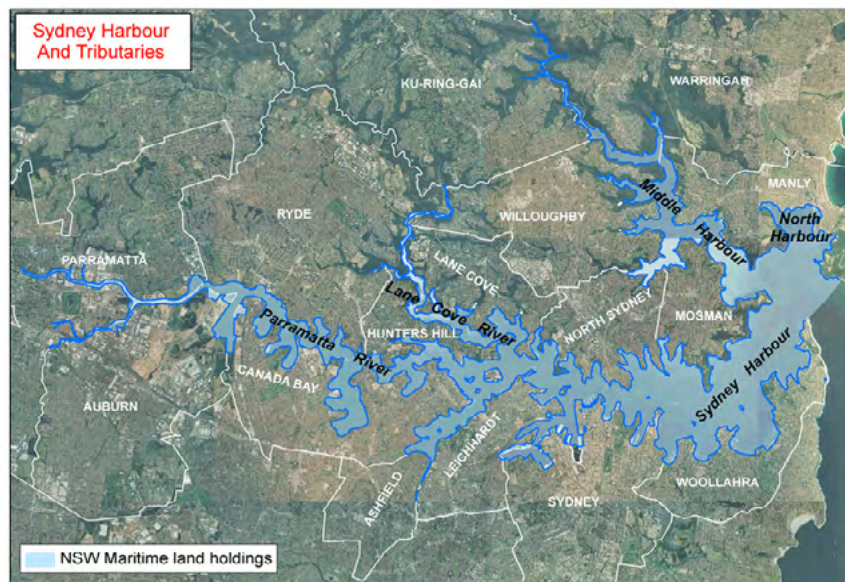 Sydney Harbour
And Tributaries
KU-RING-GAI
WARRINGAH
MANLY
North
Harbour
Middle Harbour
WILLOUGHBY
RYDE
LANE COVE
PARRAMATTA
Lane Cove River
NORTH SYDNEY
MOSMAN
Parramatta River
HUNTERS HILL
Sydney Harbour
CANADA BAY
AUBURN
LEICHHARDT
ASHFIELD
SYDNEY
WOOLLAHRA
NSW Maritime land holdings